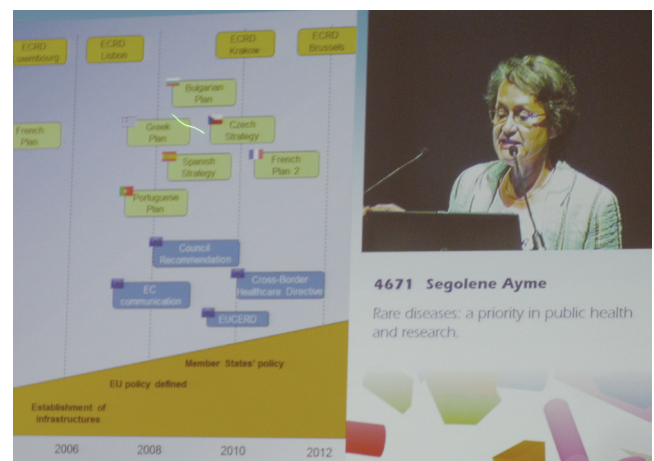 ECRD
Luxembourg
ECRD
Lisbon
ECRD
Krakow
ECRD
Brussels
Bulgarian
Plan
French
Plan
Greek
Plan
Czech
Strategy
Spanish
Strategy
French
Plan 2
Portuguese
Plan
Council
Recommendation
EC
communication
Cross-Border
Healthcare Directive
EUCERD
Member States' policy
EU policy defined
Establishment of
infrastructures
2006
2008
2010
2012
4671 Segolene Ayme
Rare diseases: a priority in public health
and research.